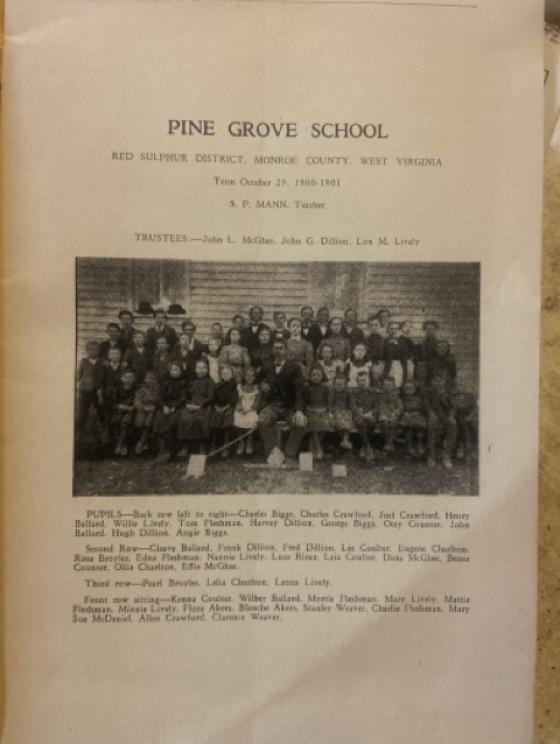 PINE GROVE SCHOOL
RED SULPHUR DISTRICT, MONROE COUNTY, WEST VIRGINIA
Term October 29, 1900-1901
S. P. MANN, Teacher
TRUSTEES:—John L. McGhee, John G. Dillion, Lon M. Lively
PUPILS—Back row left to right—Charles Biggs, Charles Crawford, Joel Crawford, Henry
Ballard, Willie Lively, Tom Fleshman, Harvey Dillion, George Biggs, Otey Counter, John
Ballard, Hugh Dillion, Angie Biggs.
Second Row—Cleave Ballard, Frank Dillion, Fred Dillion, Lee Coulter, Eugene Charlton,
Rosa Broyles, Edna Fleshman, Nannie Lively, Lena Riner, Leia Coulter, Dana McGhee, Bessie
Counter, Ollie Charlton, Effie McGhee.
Third row—Pearl Broyles, Lelia Charlton, Leona Lively.
Front row sitting—Kenna Coulter, Wilber Ballard, Myrtle Fleshman, Mary Lively, Mattie
Fleshman, Minnie Lively, Flora Akers, Blanche Akers, Stanley Weaver, Charlie Fleshman, Mary
Sue McDaniel, Allen Crawford, Clarence Weaver.